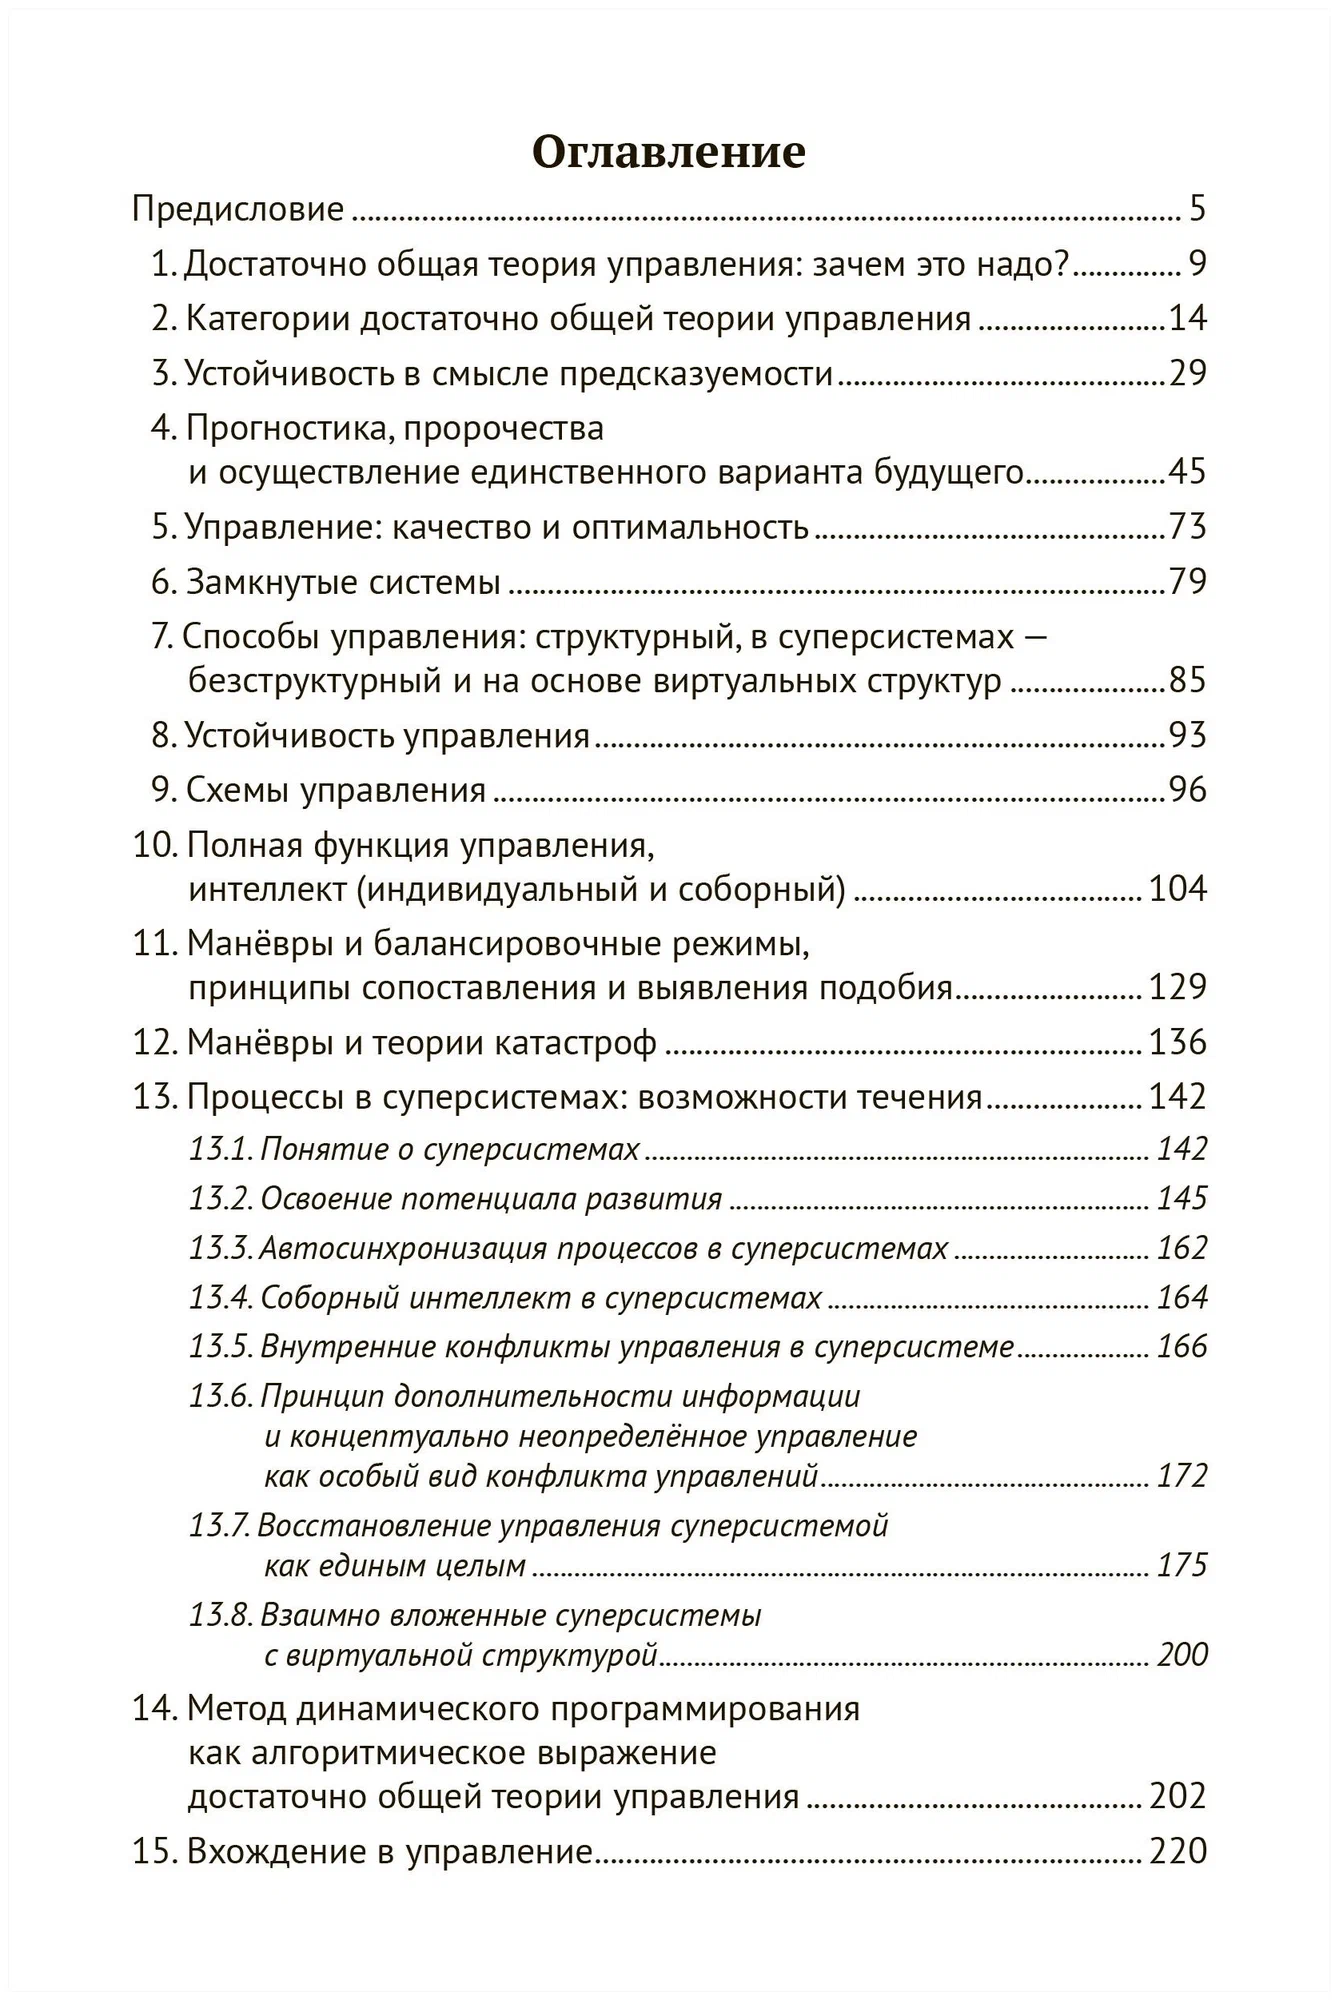 Оглавление
Предисловие ........................................................ 5
1. Достаточно общая теория управления: зачем это надо? ........ 9
2. Категории достаточно общей теории управления ........ 14
3. Устойчивость в смысле предсказуемости ........ 29
4. Прогностика, пророчества
и осуществление единственного варианта будущего ........ 45
5. Управление: качество и оптимальность ........ 73
6. Замкнутые системы ........ 79
7. Способы управления: структурный, в суперсистемах —
безструктурный и на основе виртуальных структур ........ 85
8. Устойчивость управления ........ 93
9. Схемы управления ........ 96
10. Полная функция управления,
интеллект (индивидуальный и соборный) ........ 104
11. Манёвры и балансировочные режимы,
принципы сопоставления и выявления подобия ........ 129
12. Манёвры и теории катастроф ........ 136
13. Процессы в суперсистемах: возможности течения ........ 142
13.1. Понятие о суперсистемах ........ 142
13.2. Освоение потенциала развития ........ 145
13.3. Автосинхронизация процессов в суперсистемах ........ 162
13.4. Соборный интеллект в суперсистемах ........ 164
13.5. Внутренние конфликты управления в суперсистеме ........ 166
13.6. Принцип дополнительности информации
и концептуально неопределённое управление
как особый вид конфликта управлений ........ 172
13.7. Восстановление управления суперсистемой
как единым целым ........ 175
13.8. Взаимно вложенные суперсистемы
с виртуальной структурой ........ 200
14. Метод динамического программирования
как алгоритмическое выражение
достаточно общей теории управления ........ 202
15. Вхождение в управление ........ 220